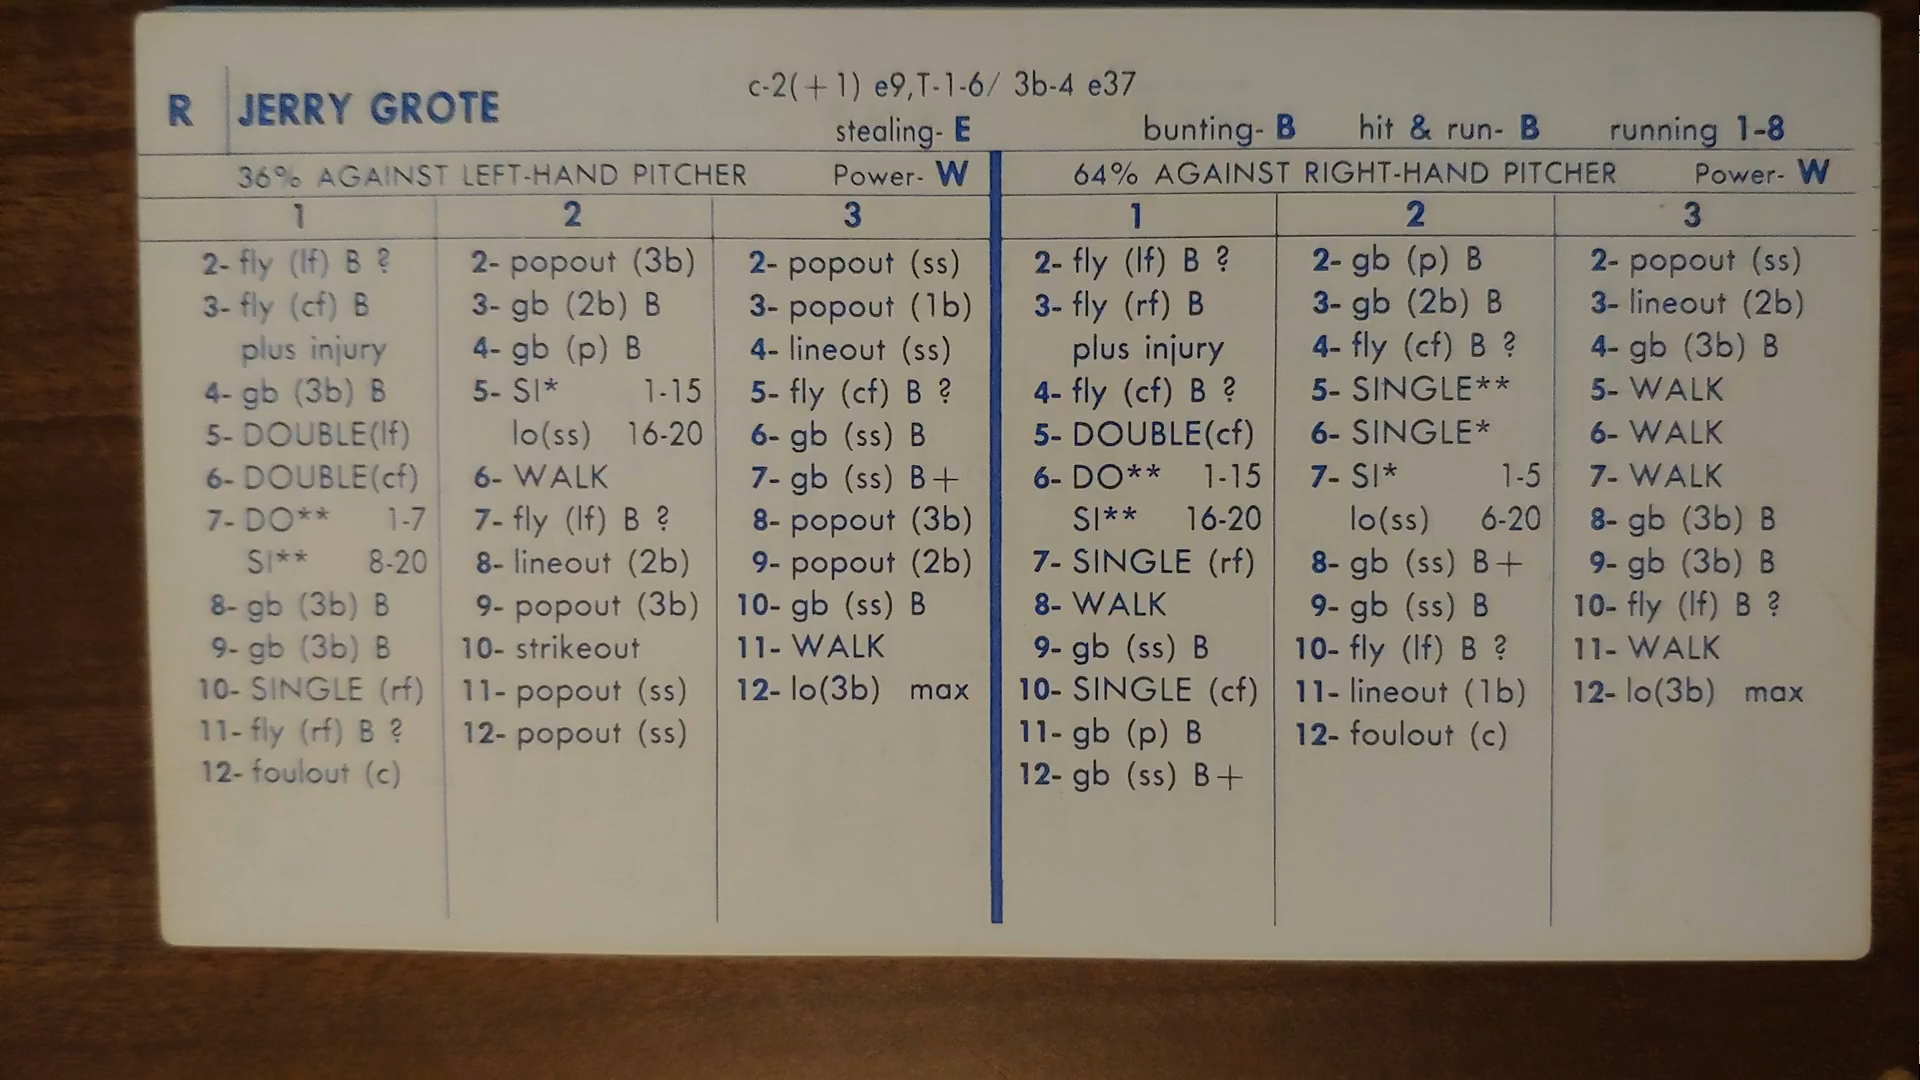 c-2(+1) e9,T-1-6/ 3b-4 e37
R JERRY GROTE
stealing- E bunting- B hit & run- B running 1-8
36% AGAINST LEFT-HAND PITCHER Power- W
1
2- fly (lf) B ?
3- fly (cf) B
plus injury
4- gb (3b) B
5- DOUBLE(lf)
6- DOUBLE(cf)
7- DO** 1-7
SI** 8-20
8- gb (3b) B
9- gb (3b) B
10- SINGLE (rf)
11- fly (rf) B ?
12- foulout (c)
2
2- popout (3b)
3- gb (2b) B
4- gb (p) B
5- SI* 1-15
lo(ss) 16-20
6- WALK
7- fly (lf) B ?
8- lineout (2b)
9- popout (3b)
10- strikeout
11- popout (ss)
12- popout (ss)
3
2- popout (ss)
3- popout (1b)
4- lineout (ss)
5- fly (cf) B ?
6- gb (ss) B
7- gb (ss) B+
8- popout (3b)
9- popout (2b)
10- gb (ss) B
11- WALK
12- lo(3b) max
64% AGAINST RIGHT-HAND PITCHER Power- W
1
2- fly (lf) B ?
3- fly (rf) B
plus injury
4- fly (cf) B ?
5- DOUBLE(cf)
6- DO** 1-15
SI** 16-20
7- SINGLE (rf)
8- WALK
9- gb (ss) B
10- SINGLE (cf)
11- gb (p) B
12- gb (ss) B+
2
2- gb (p) B
3- gb (2b) B
4- fly (cf) B ?
5- SINGLE**
6- SINGLE*
7- SI* 1-5
lo(ss) 6-20
8- gb (ss) B+
9- gb (ss) B
10- fly (lf) B ?
11- lineout (1b)
12- foulout (c)
3
2- popout (ss)
3- lineout (2b)
4- gb (3b) B
5- WALK
6- WALK
7- WALK
8- gb (3b) B
9- gb (3b) B
10- fly (lf) B ?
11- WALK
12- lo(3b) max